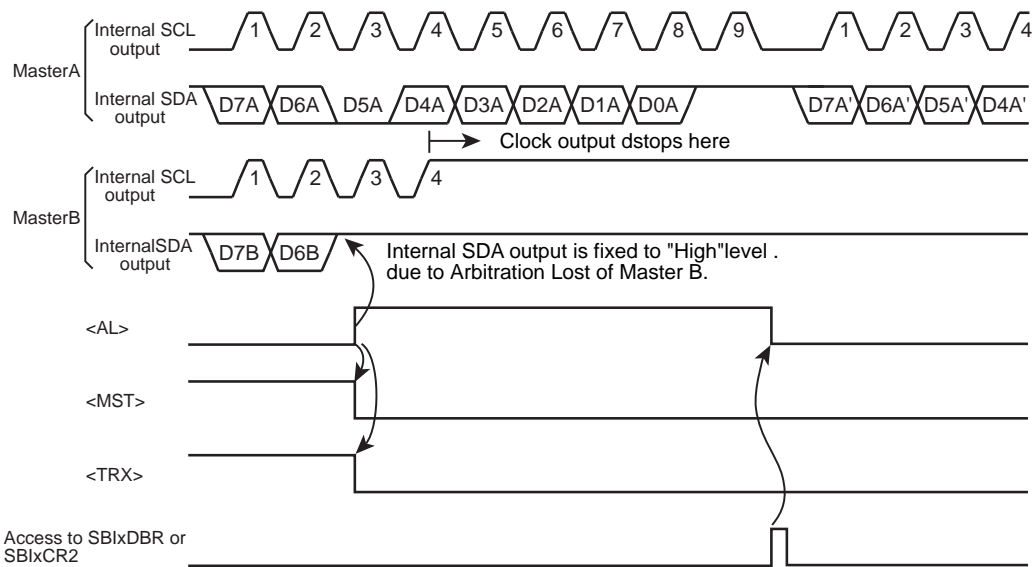 Internal SCL
output
1 2 3 4 5 6 7 8 9 1 2 3 4
MasterA
Internal SDA
output
D7A D6A D5A D4A D3A D2A D1A D0A D7A' D6A' D5A' D4A'
Clock output dstops here
Internal SCL
output
1 2 3 4
MasterB
InternalSDA
output
D7B D6B
Internal SDA output is fixed to "High"level .
due to Arbitration Lost of Master B.
<AL>
<MST>
<TRX>
Access to SBIxDBR or
SBIxCR2